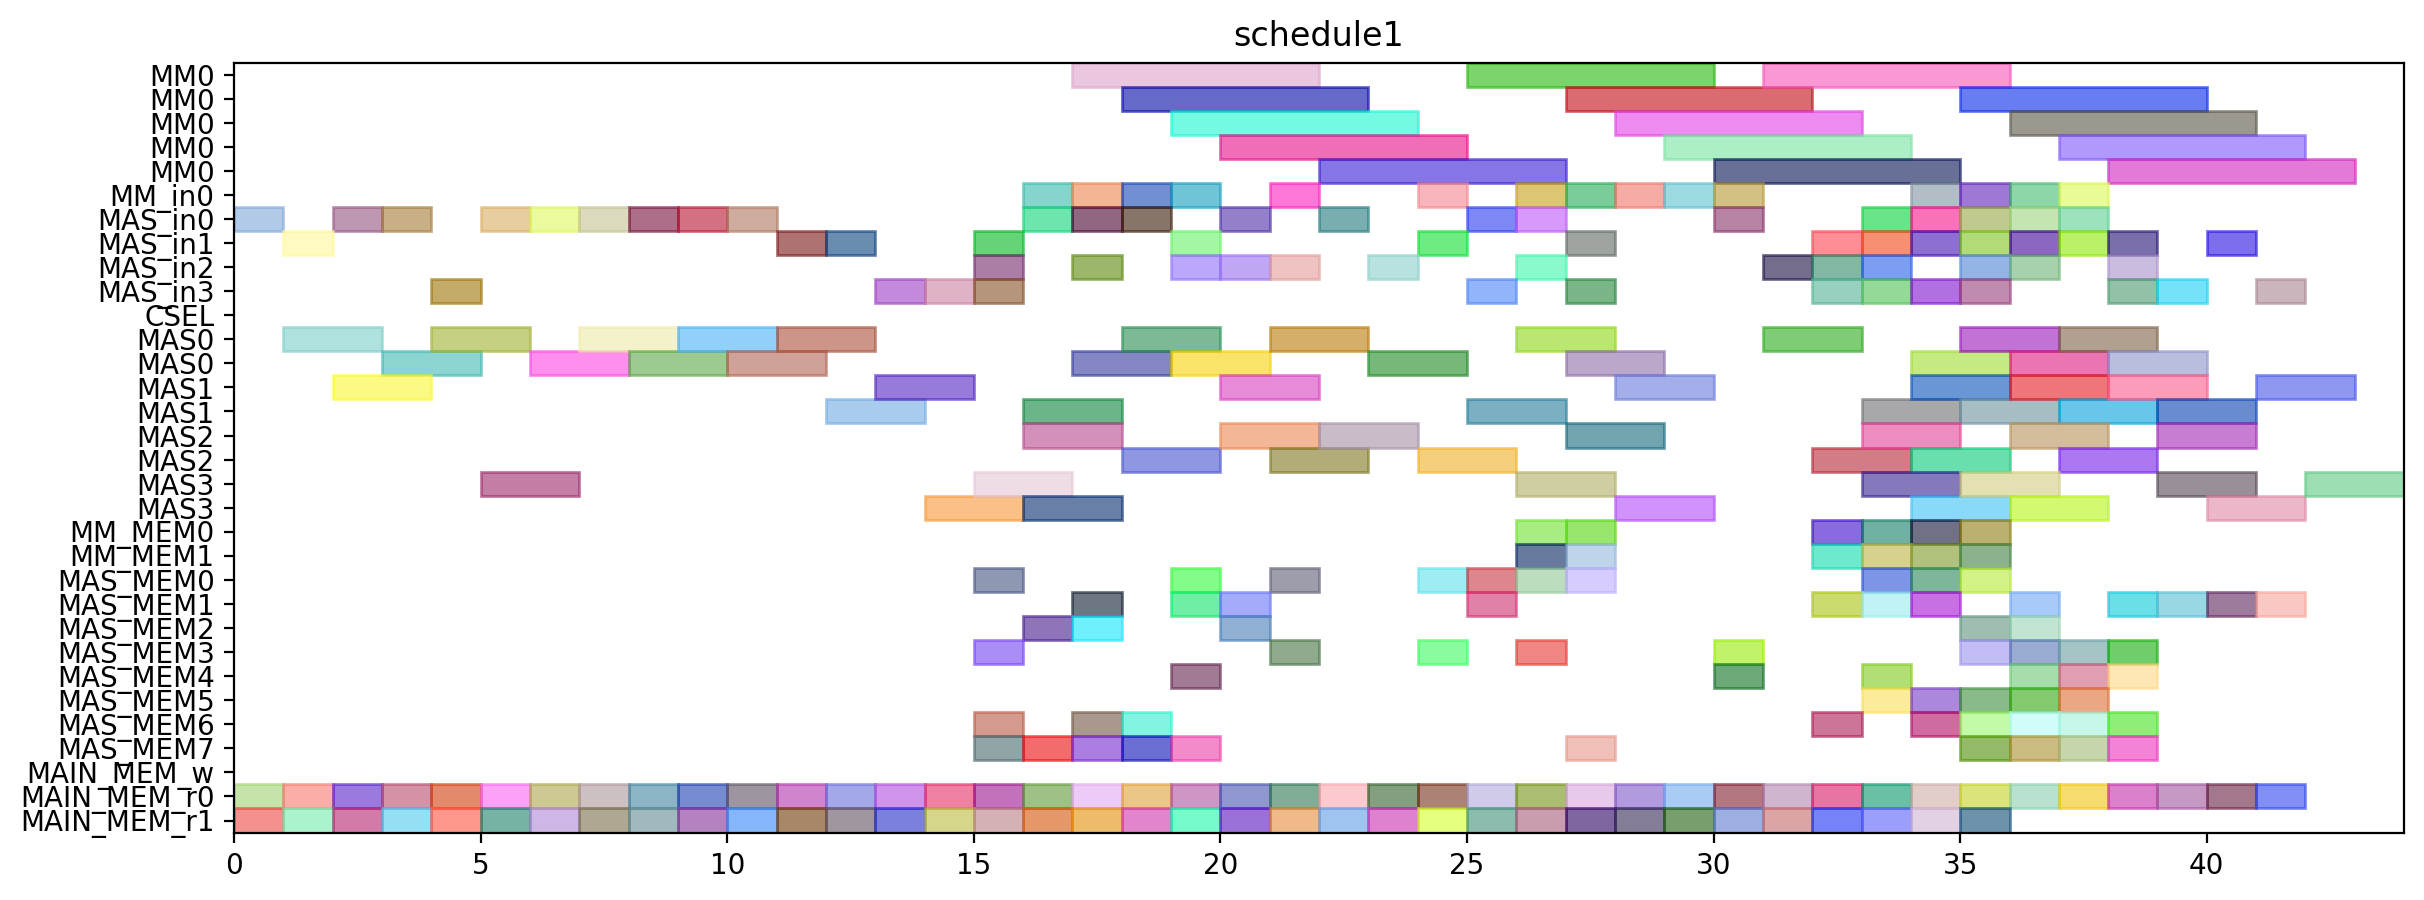 schedule1
MM0
MM0
MM0
MM0
MM0
MM_in0
MAS_in0
MAS_in1
MAS_in2
MAS_in3
CSEL
MAS0
MAS0
MAS1
MAS1
MAS2
MAS2
MAS3
MAS3
MM_MEM0
MM_MEM1
MAS_MEM0
MAS_MEM1
MAS_MEM2
MAS_MEM3
MAS_MEM4
MAS_MEM5
MAS_MEM6
MAS_MEM7
MAIN_MEM_w
MAIN_MEM_r0
MAIN_MEM_r1
0 5 10 15 20 25 30 35 40